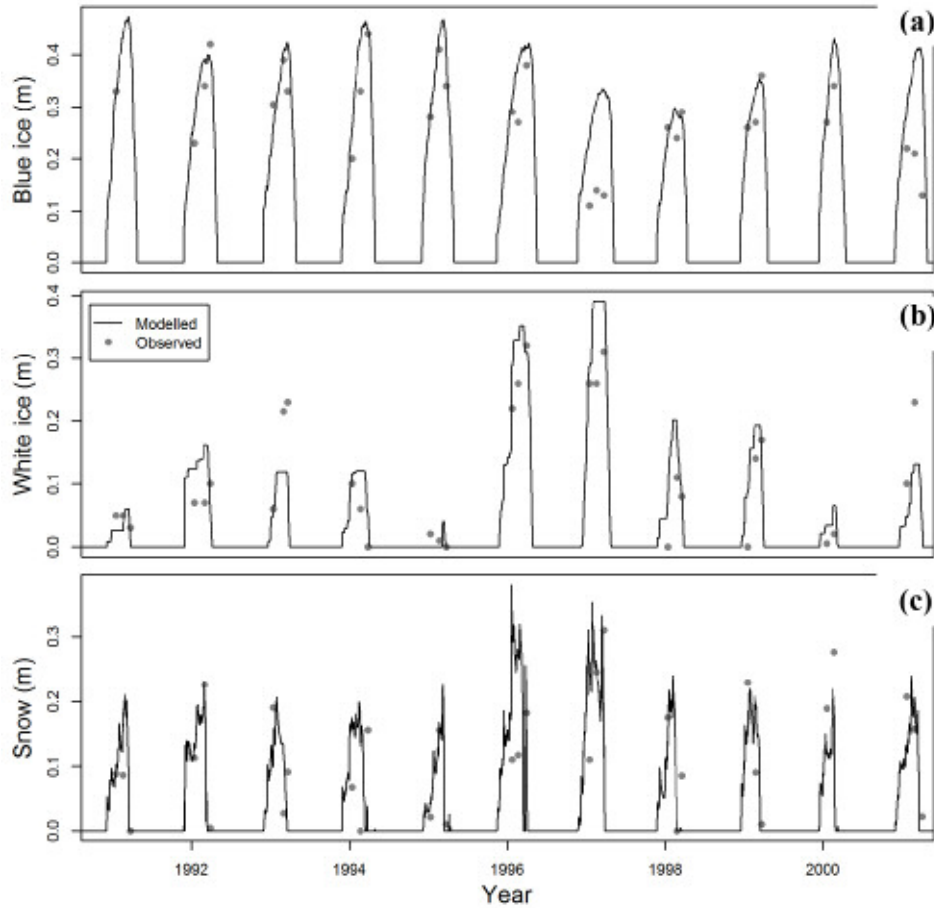 (a)
Blue ice (m)
0.4
0.3
0.2
0.1
0.0
(b)
White ice (m)
0.4
0.3
0.2
0.1
0.0
Modelled
Observed
(c)
Snow (m)
0.3
0.2
0.1
0.0
1992 1994 1996 1998 2000
Year